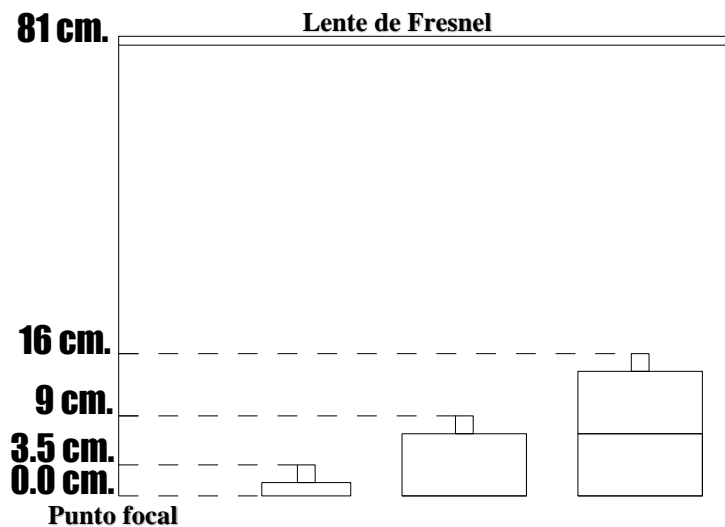 81 cm.
Lente de Fresnel
16 cm.
9 cm.
3.5 cm.
0.0 cm.
Punto focal